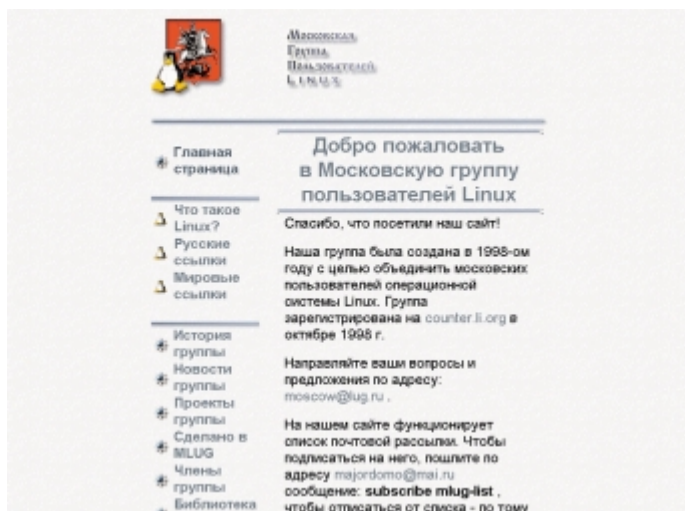 Московская
Группа
Пользователей
LINUX
Главная
страница
Что такое
Linux?
Русские
ссылки
Мировые
ссылки
История
группы
Новости
группы
Проекты
группы
Сделано в
MLUG
Члены
группы
Библиотека
Добро пожаловать
в Московскую группу
пользователей Linux
Спасибо, что посетили наш сайт!
Наша группа была создана в 1998-ом
году с целью объединить московских
пользователей операционной
системы Linux. Группа
зарегистрирована на counter.li.org в
октябре 1998 г.
Направляйте ваши вопросы и
предложения по адресу:
moscow@lug.ru .
На нашем сайте функционирует
список почтовой рассылки. Чтобы
подписаться на него, пошлите по
адресу majordomo@mai.ru
сообщение: subscribe mlug-list ,
чтобы отписаться от списка - по тому